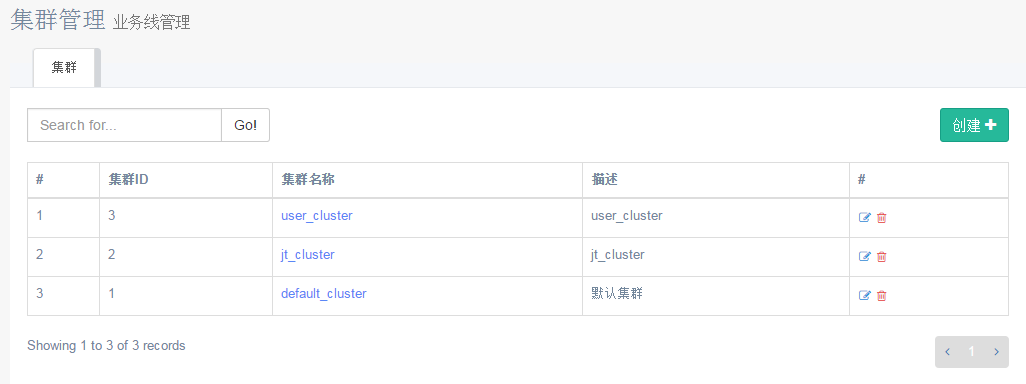 集群管理 业务线管理
集群
Search for... Go! 创建
# 集群ID 集群名称 描述 #
1 3 user_cluster user_cluster
2 2 jt_cluster jt_cluster
3 1 default_cluster 默认集群
Showing 1 to 3 of 3 records ‹ 1 ›